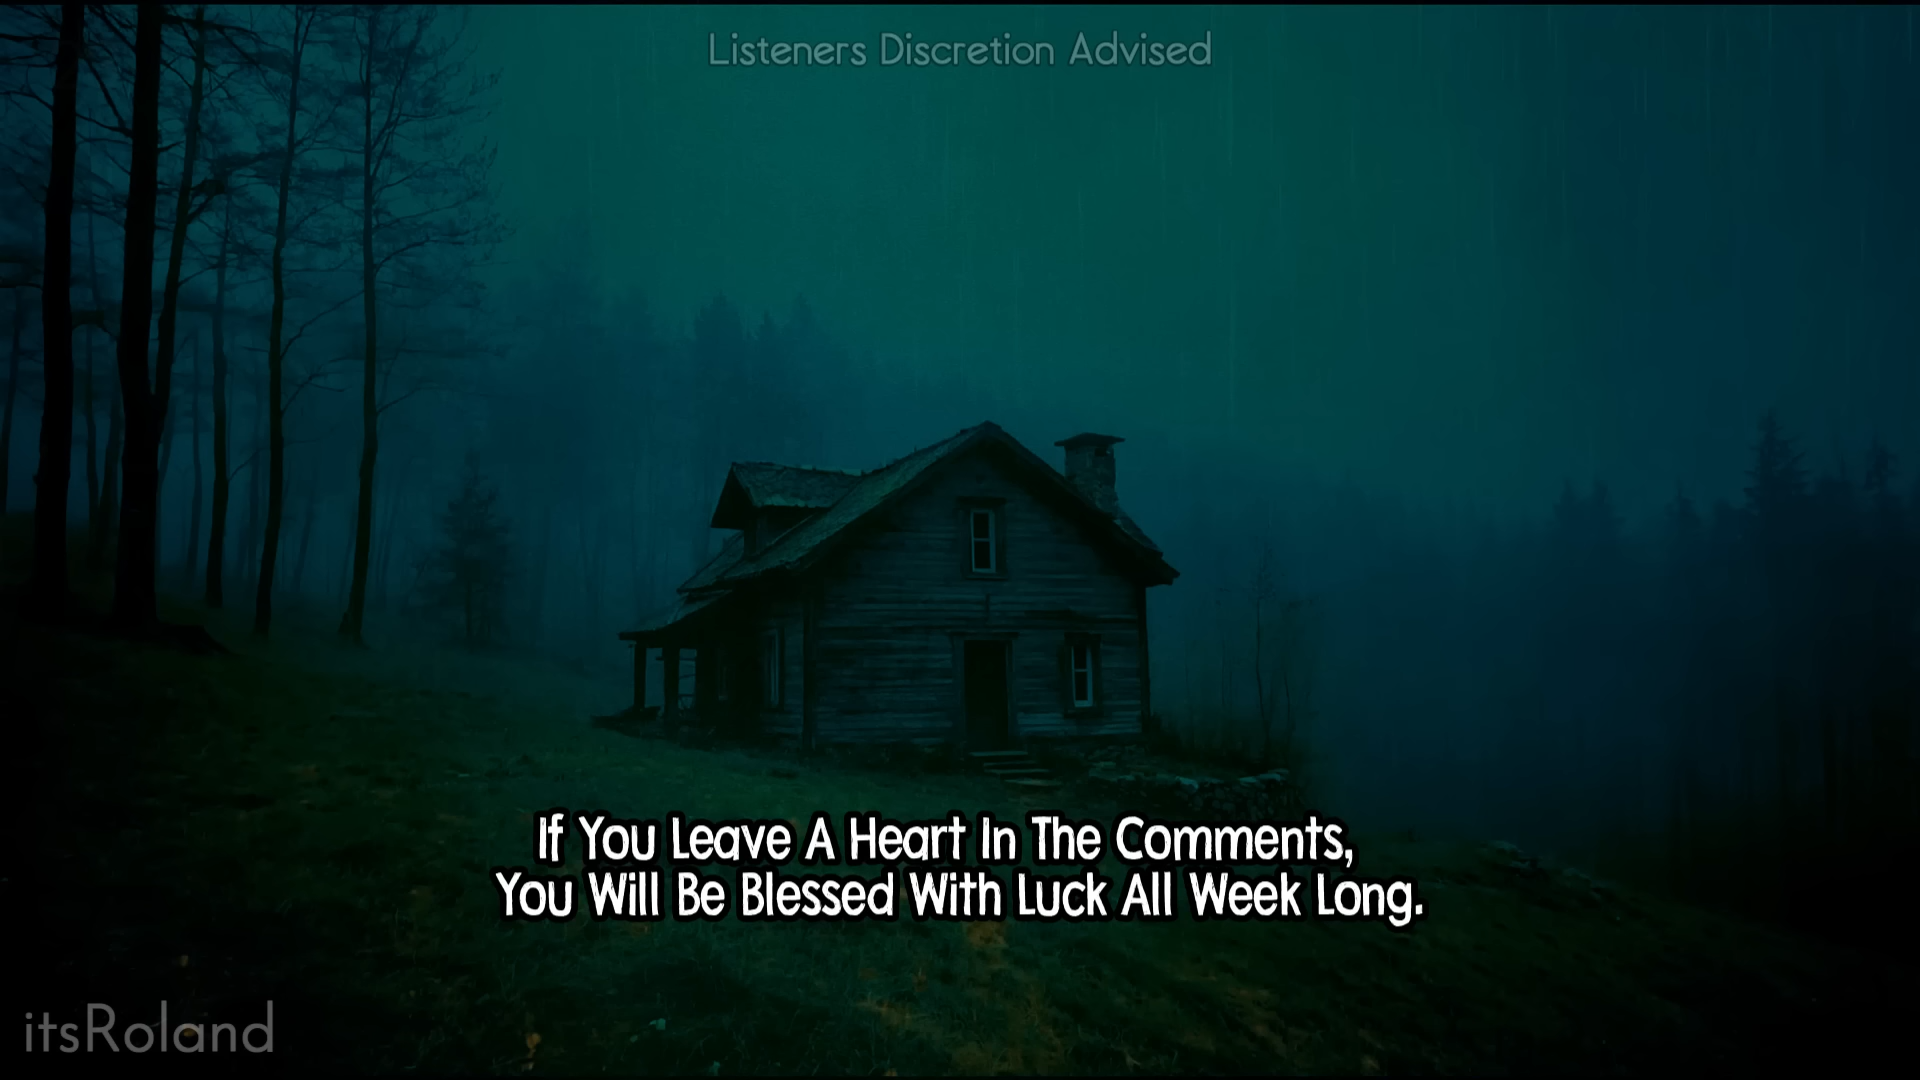 Listeners Discretion Advised
If You Leave A Heart In The Comments,
You Will Be Blessed With Luck All Week Long.
itsRoland